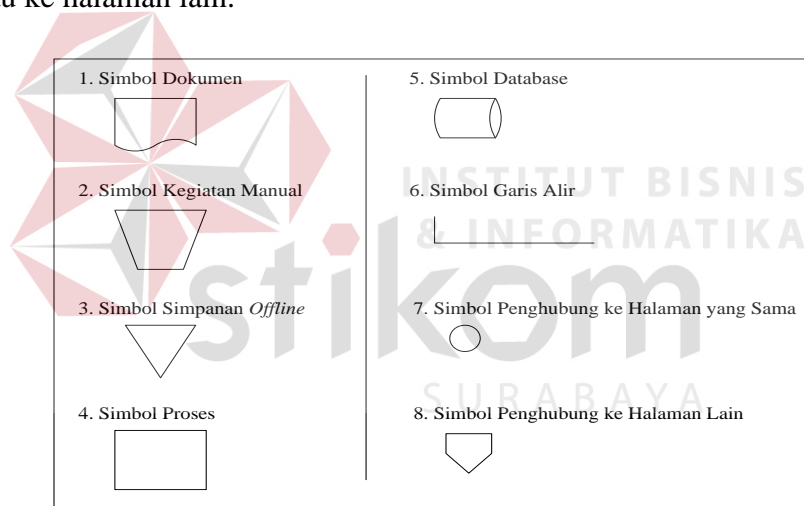 ke halaman lain.
1. Simbol Dokumen
2. Simbol Kegiatan Manual
3. Simbol Simpanan Offline
4. Simbol Proses
5. Simbol Database
6. Simbol Garis Alir
7. Simbol Penghubung ke Halaman yang Sama
8. Simbol Penghubung ke Halaman Lain
INSTITUT BISNIS
& INFORMATIKA
stikom
SURABAYA